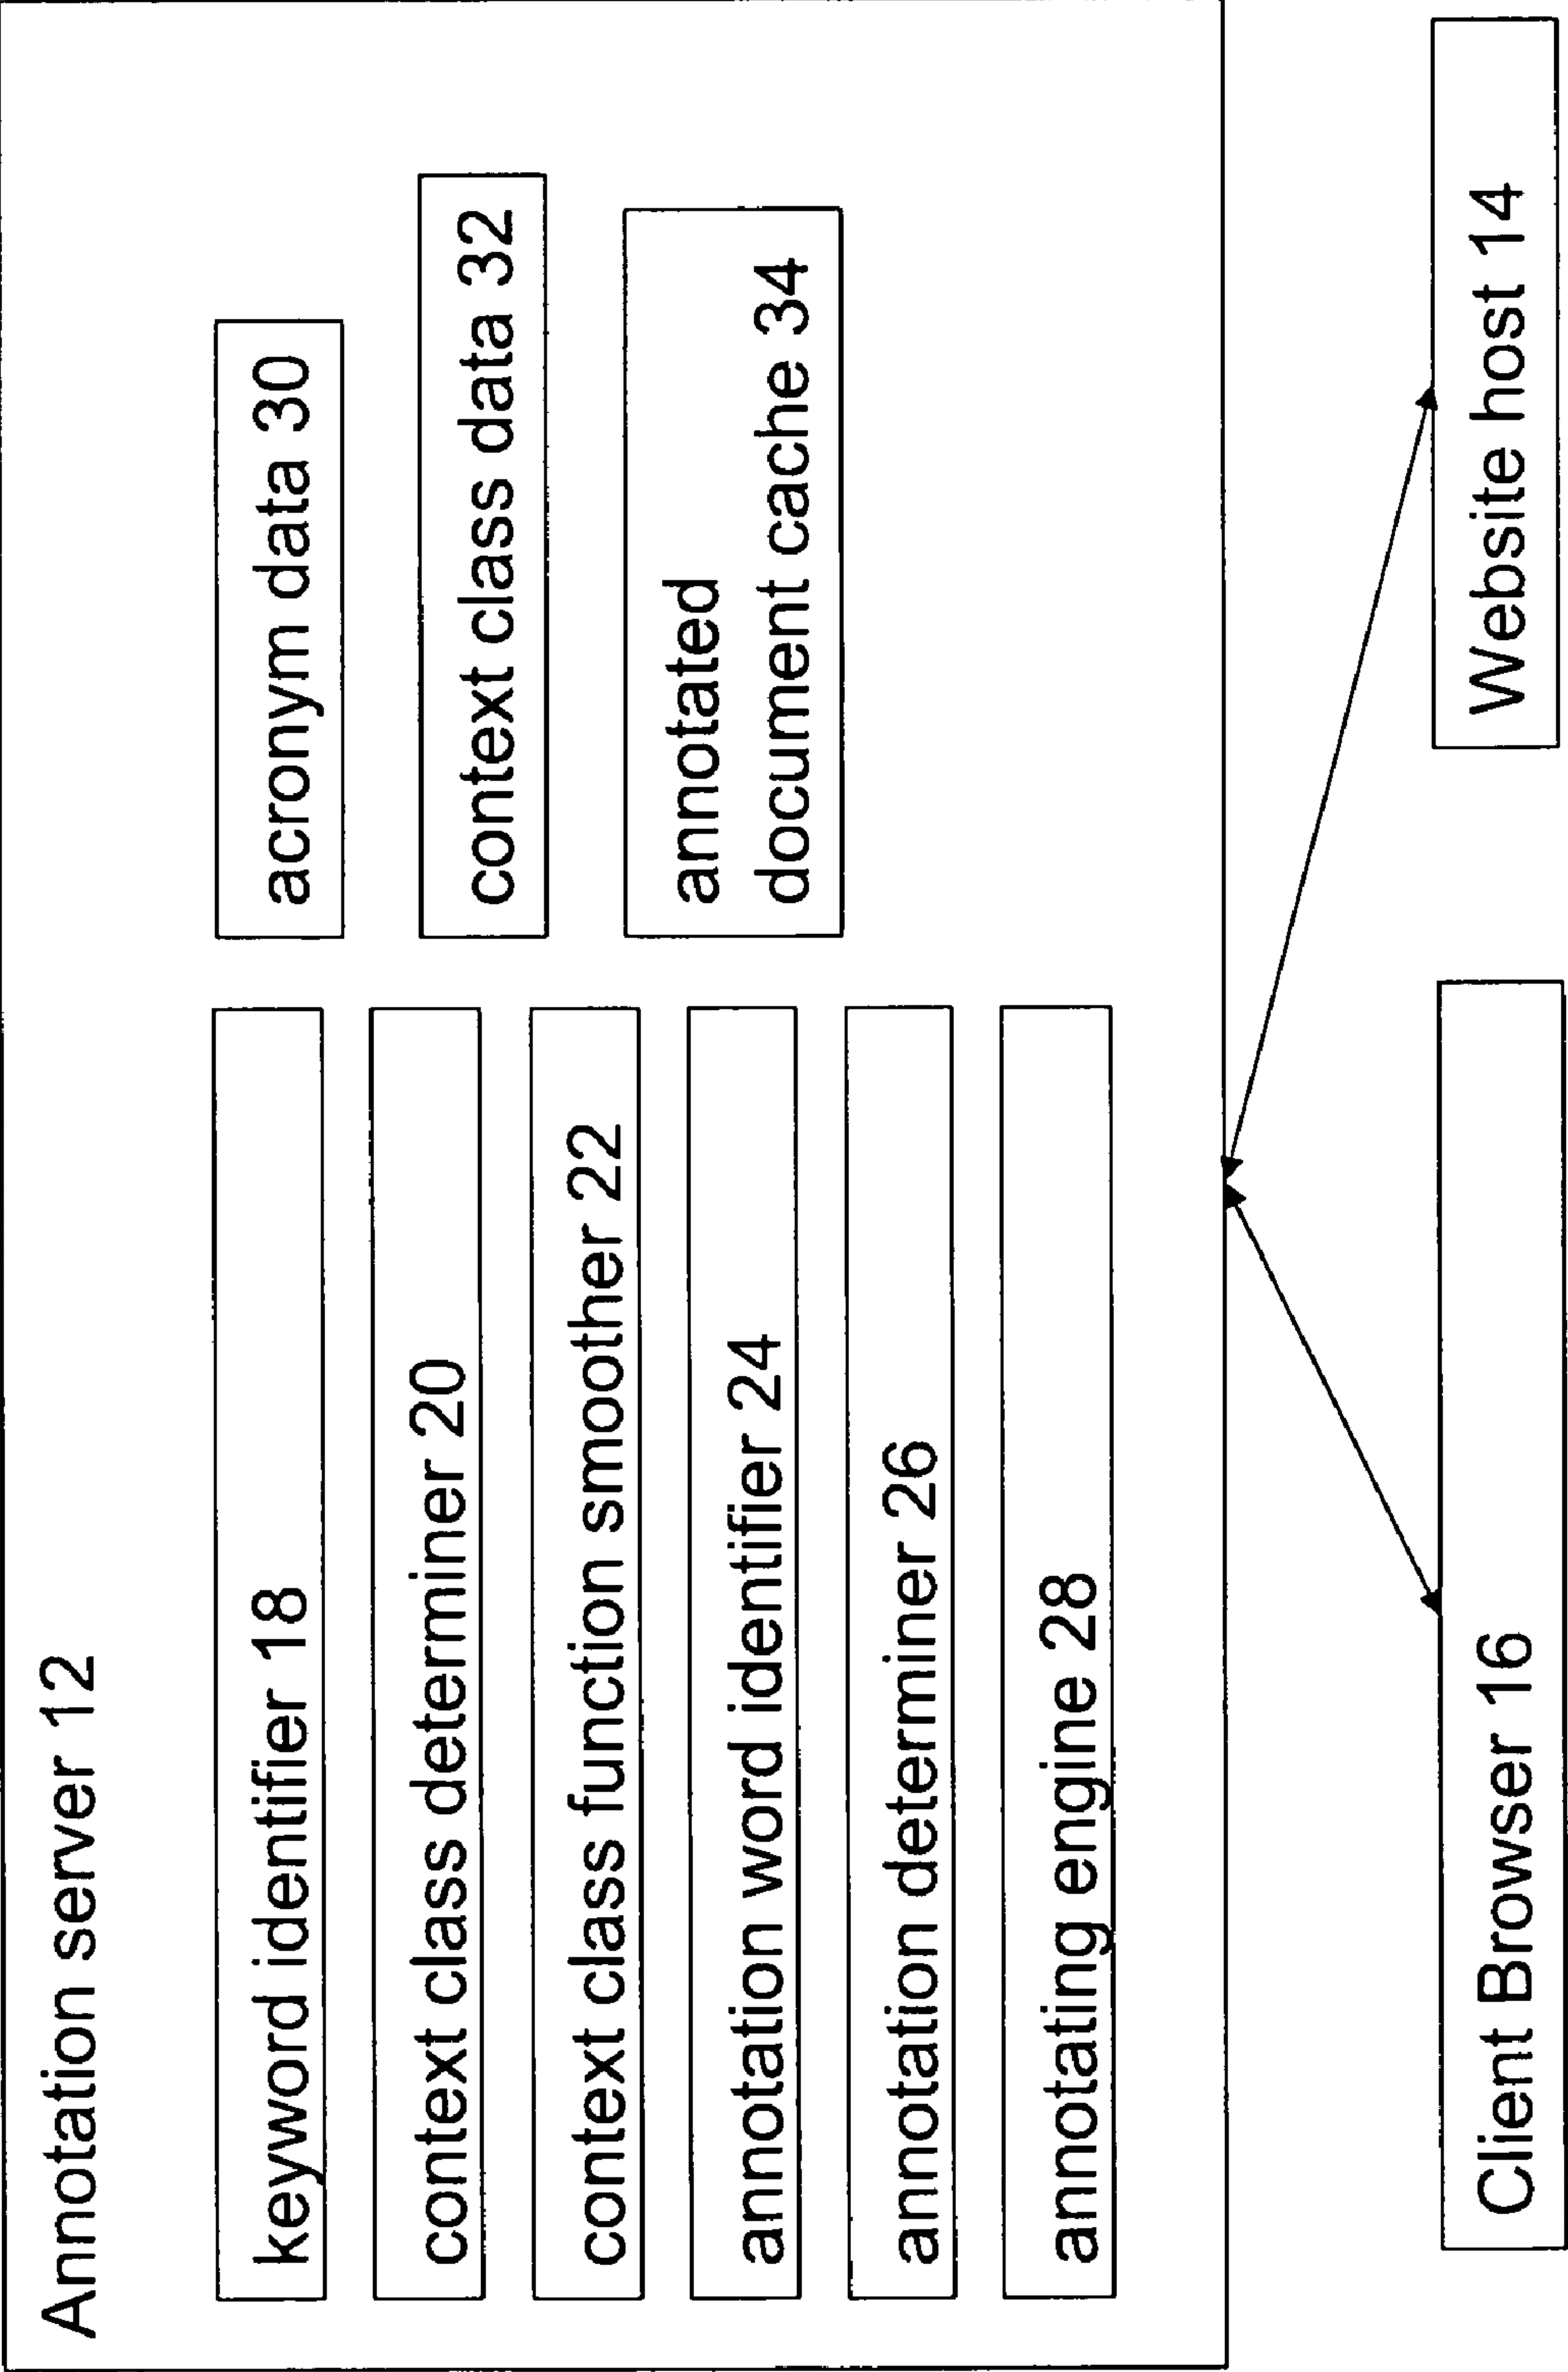 Annotation server 12
keyword identifier 18
context class determiner 20
context class function smoother 22
annotation word identifier 24
annotation determiner 26
annotating engine 28
acronym data 30
context class data 32
annotated
document cache 34
Client Browser 16
Website host 14